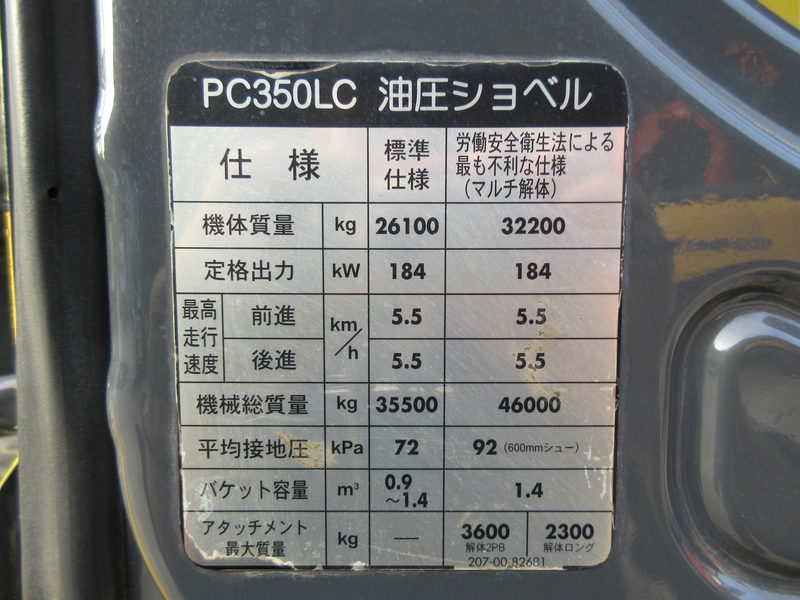 PC350LC 油圧ショベル
仕様 標準仕様 労働安全衛生法による最も不利な仕様(マルチ解体)
機体質量 kg 26100 32200
定格出力 kW 184 184
最高走行速度 前進 km/h 5.5 5.5
後進 5.5 5.5
機械総質量 kg 35500 46000
平均接地圧 kPa 72 92 (600mmシュー)
バケット容量 m³ 0.9～1.4 1.4
アタッチメント最大質量 kg — 3600 解体2PB 2300 解体ロング
207-00-82681